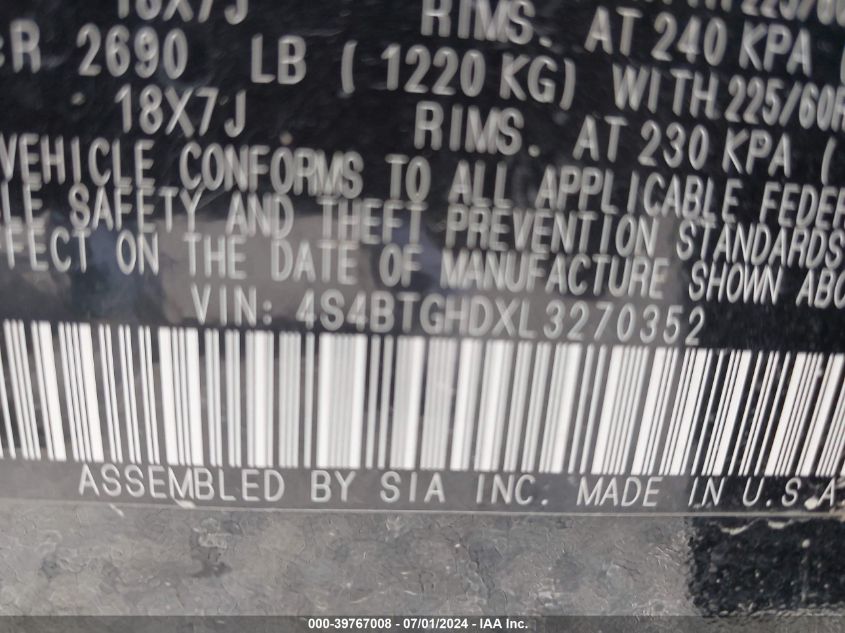 18X7J RIMS. AT 240 KPA (
R 2690 LB ( 1220 KG) WITH 225/60R
18X7J RIMS. AT 230 KPA (
VEHICLE CONFORMS TO ALL APPLICABLE FEDER
LE SAFETY AND THEFT PREVENTION STANDARDS
FFECT ON THE DATE OF MANUFACTURE SHOWN ABO
VIN: 4S4BTGHDXL3270352
ASSEMBLED BY SIA INC. MADE IN U.S.A.
000-39767008 - 07/01/2024 - IAA Inc.